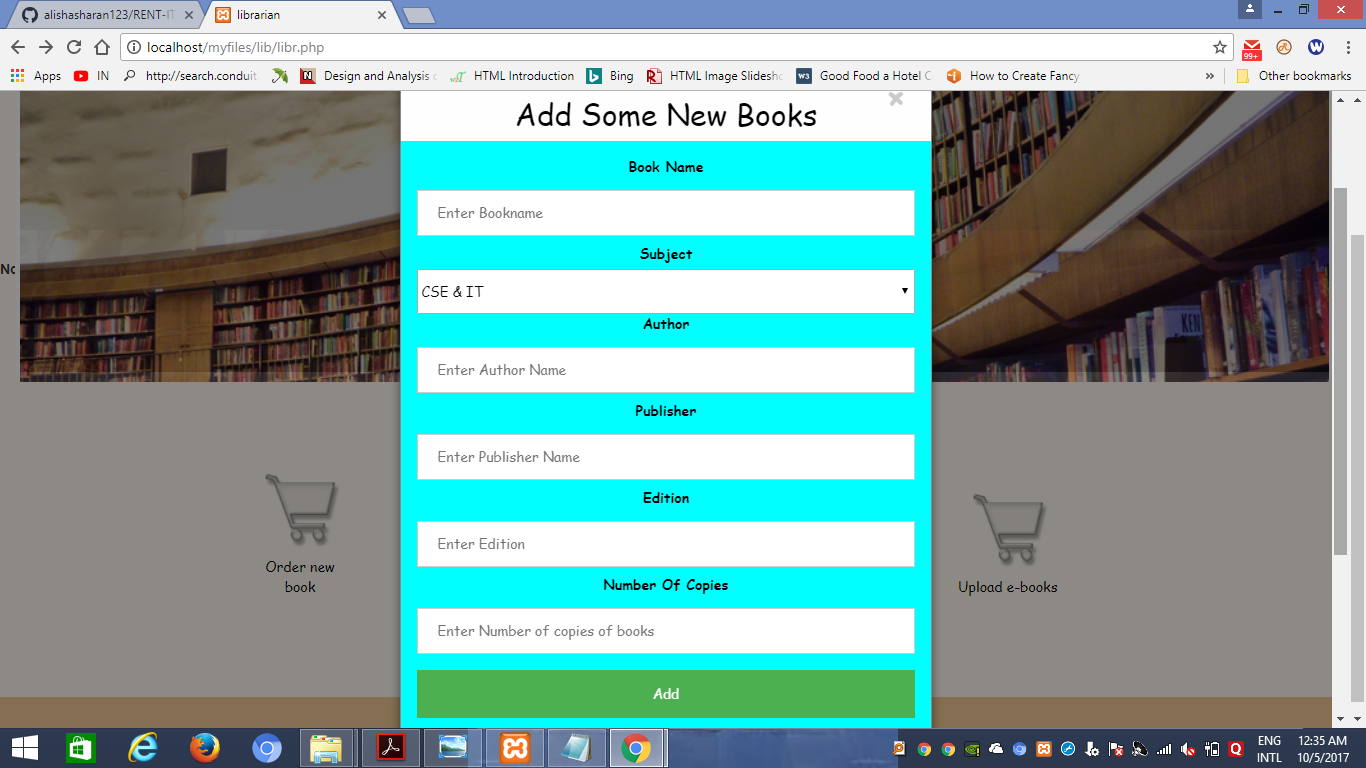 alishasharan123/RENT-IT
librarian
localhost/myfiles/lib/libr.php
99+
Apps
IN
http://search.conduit
Design and Analysis
HTML Introduction
Bing
HTML Image Slidesh
Good Food a Hotel
How to Create Fancy
»
Other bookmarks
Add Some New Books
Book Name
Enter Bookname
Subject
CSE & IT
Author
Enter Author Name
Publisher
Enter Publisher Name
Edition
Enter Edition
Number Of Copies
Enter Number of copies of books
Add
No
KEN
Order new
book
Upload e-books
ENG
INTL
12:35 AM
10/5/2017